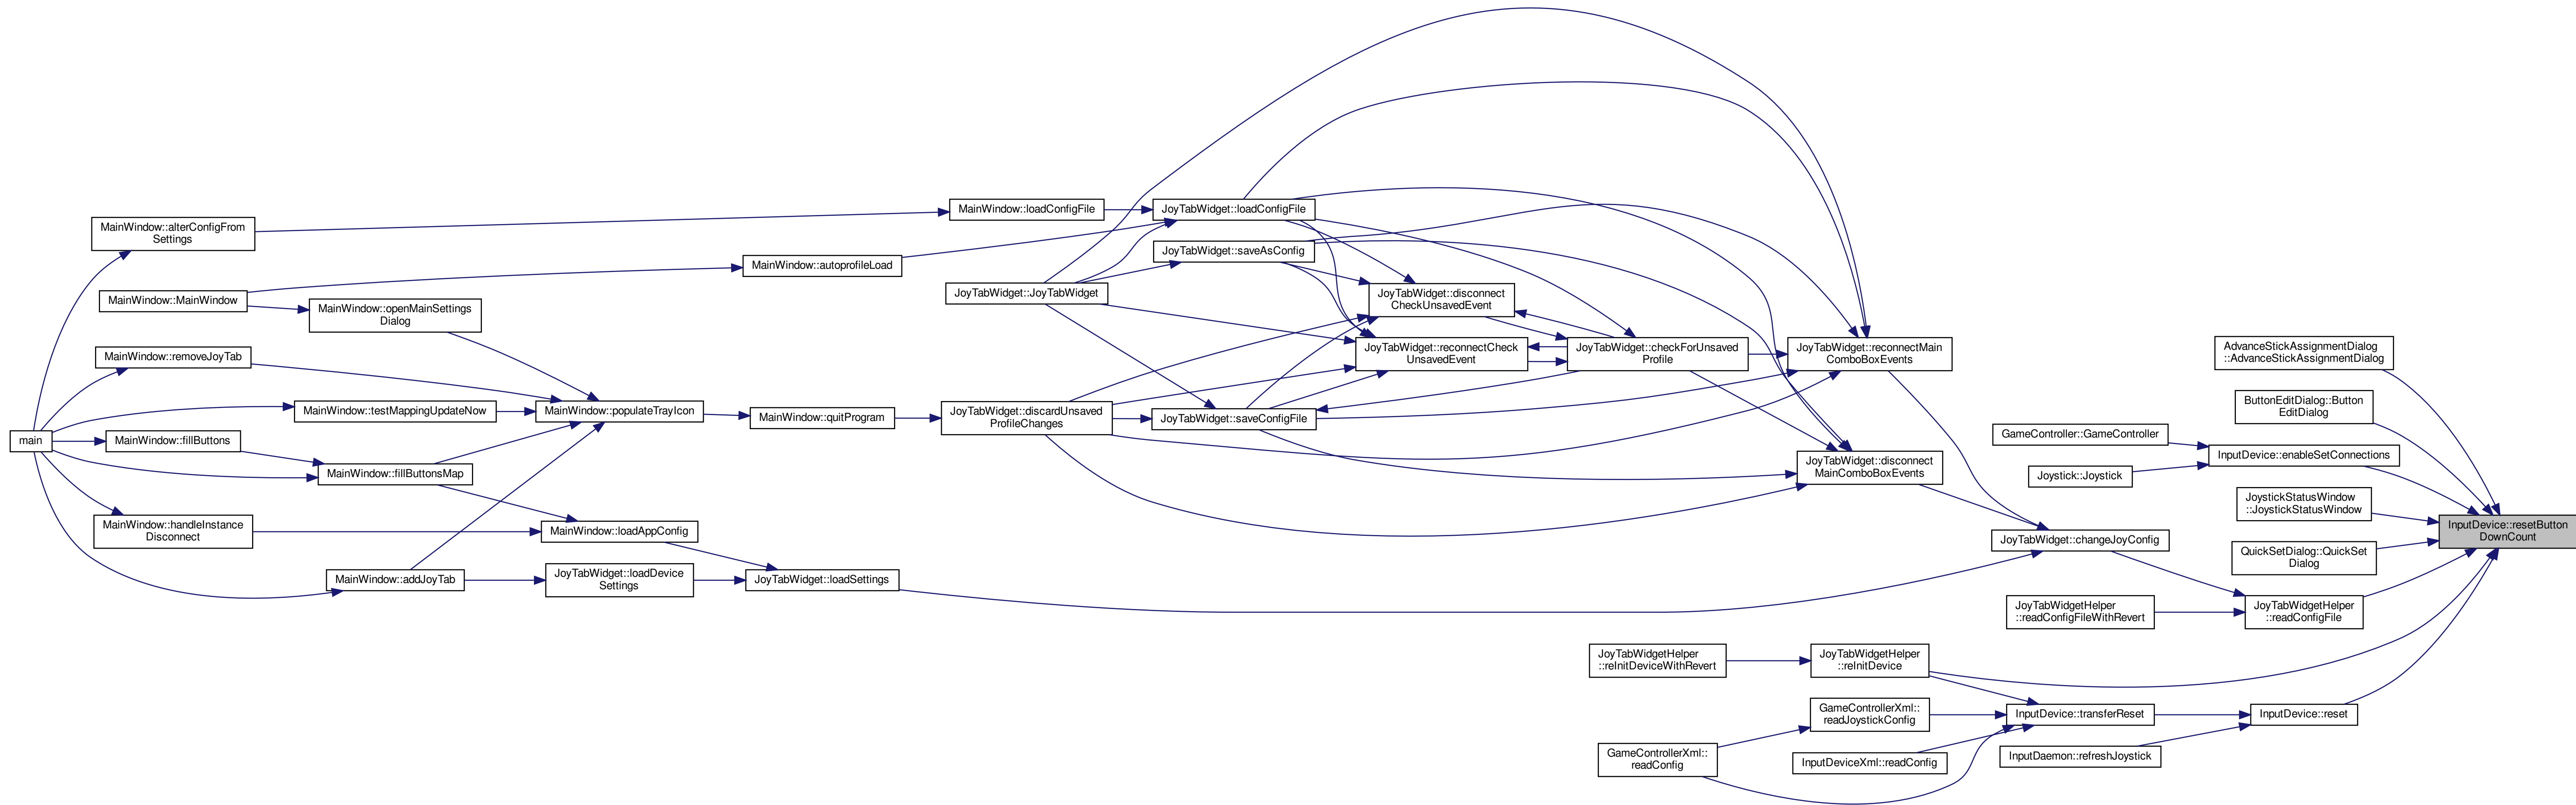 main
MainWindow::alterConfigFrom
Settings
MainWindow::MainWindow
MainWindow::removeJoyTab
MainWindow::fillButtons
MainWindow::handleInstance
Disconnect
MainWindow::openMainSettings
Dialog
MainWindow::testMappingUpdateNow
MainWindow::fillButtonsMap
MainWindow::addJoyTab
MainWindow::populateTrayIcon
MainWindow::loadAppConfig
JoyTabWidget::loadDevice
Settings
MainWindow::autoprofileLoad
MainWindow::quitProgram
JoyTabWidget::loadSettings
MainWindow::loadConfigFile
JoyTabWidget::JoyTabWidget
JoyTabWidget::discardUnsaved
ProfileChanges
JoyTabWidget::loadConfigFile
JoyTabWidget::saveAsConfig
JoyTabWidget::saveConfigFile
JoyTabWidget::disconnect
CheckUnsavedEvent
JoyTabWidget::reconnectCheck
UnsavedEvent
JoyTabWidget::checkForUnsaved
Profile
JoyTabWidget::reconnectMain
ComboBoxEvents
JoyTabWidget::disconnect
MainComboBoxEvents
JoyTabWidget::changeJoyConfig
GameController::GameController
Joystick::Joystick
JoyTabWidgetHelper
::readConfigFileWithRevert
JoyTabWidgetHelper
::reInitDeviceWithRevert
JoyTabWidgetHelper
::reInitDevice
GameControllerXml::
readJoystickConfig
GameControllerXml::
readConfig
InputDeviceXml::readConfig
InputDevice::transferReset
InputDaemon::refreshJoystick
AdvanceStickAssignmentDialog
::AdvanceStickAssignmentDialog
ButtonEditDialog::Button
EditDialog
InputDevice::enableSetConnections
JoystickStatusWindow
::JoystickStatusWindow
QuickSetDialog::QuickSet
Dialog
JoyTabWidgetHelper
::readConfigFile
InputDevice::reset
InputDevice::resetButton
DownCount